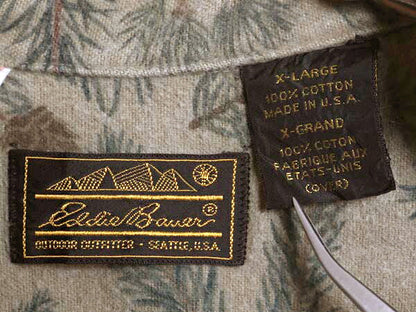 X-LARGE
100% COTTON
MADE IN U.S.A.
X-GRAND
100% COTON
FABRIQUE AUX
ETATS-UNIS
(OVER)
Eddie Bauer®
OUTDOOR OUTFITTER - SEATTLE, U.S.A.